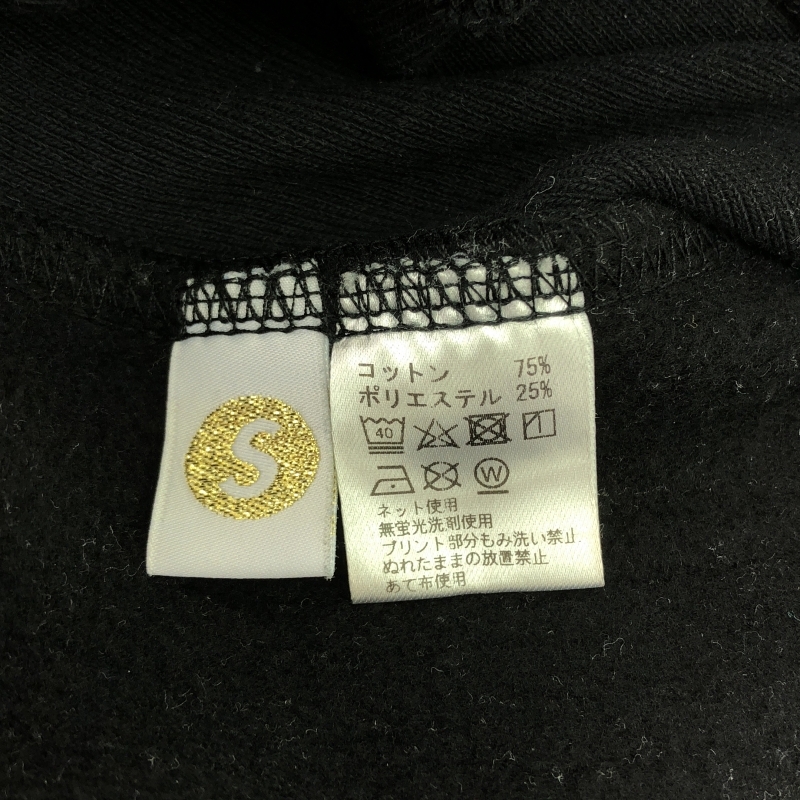 S
コットン 75%
ポリエステル 25%
40
W
ネット使用
無蛍光洗剤使用
プリント部分もみ洗い禁止
ぬれたままの放置禁止
あて布使用